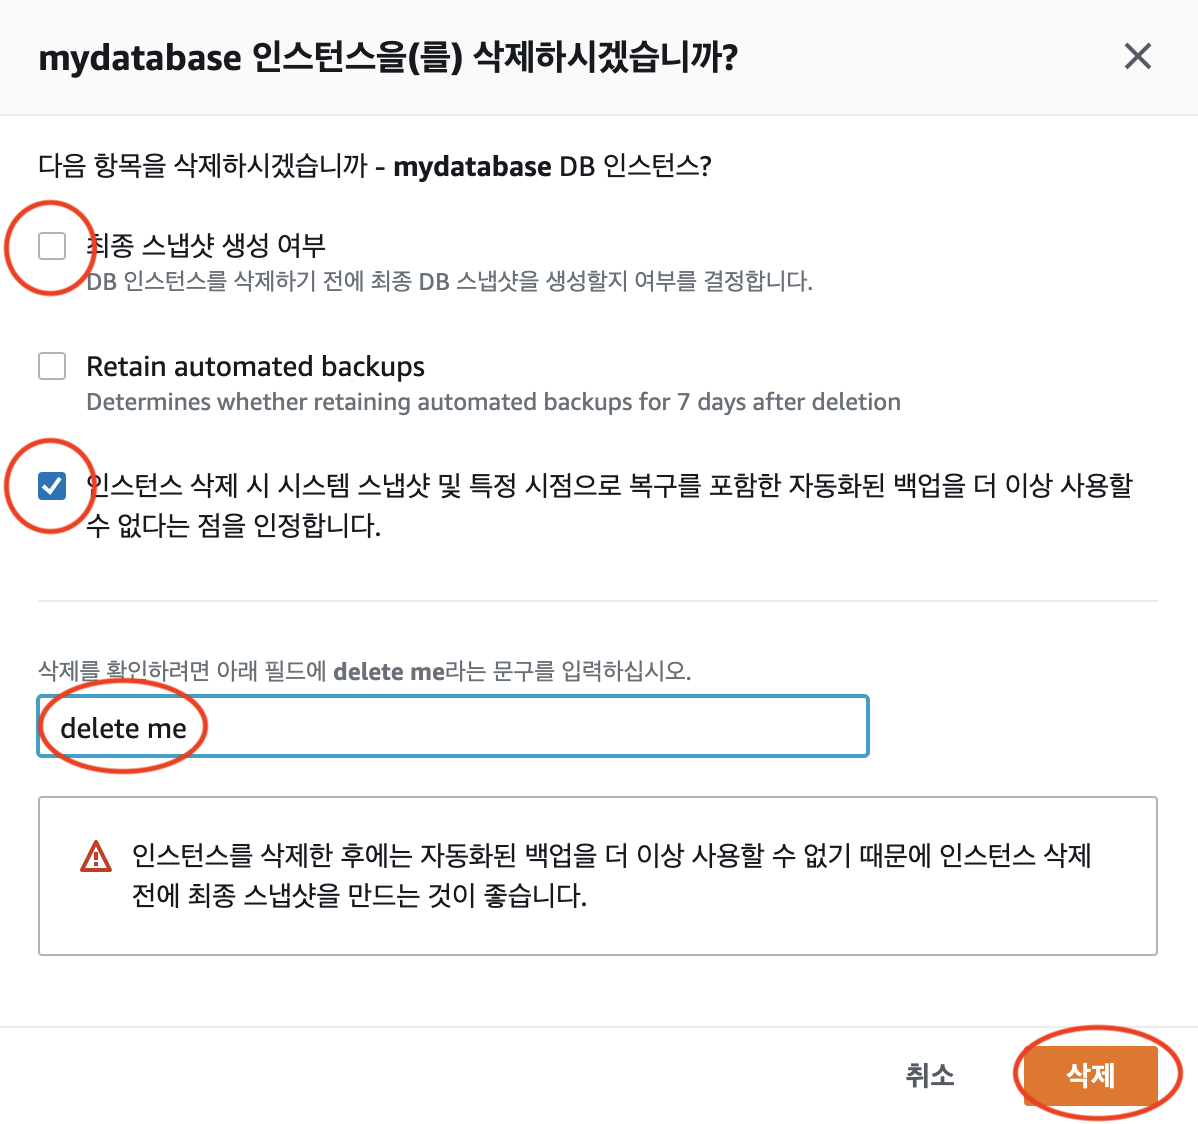 mydatabase 인스턴스을(를) 삭제하시겠습니까?
다음 항목을 삭제하시겠습니까 - mydatabase DB 인스턴스?
최종 스냅샷 생성 여부
DB 인스턴스를 삭제하기 전에 최종 DB 스냅샷을 생성할지 여부를 결정합니다.
Retain automated backups
Determines whether retaining automated backups for 7 days after deletion
인스턴스 삭제 시 시스템 스냅샷 및 특정 시점으로 복구를 포함한 자동화된 백업을 더 이상 사용할
수 없다는 점을 인정합니다.
삭제를 확인하려면 아래 필드에 delete me라는 문구를 입력하십시오.
delete me
인스턴스를 삭제한 후에는 자동화된 백업을 더 이상 사용할 수 없기 때문에 인스턴스 삭제
전에 최종 스냅샷을 만드는 것이 좋습니다.
취소
삭제